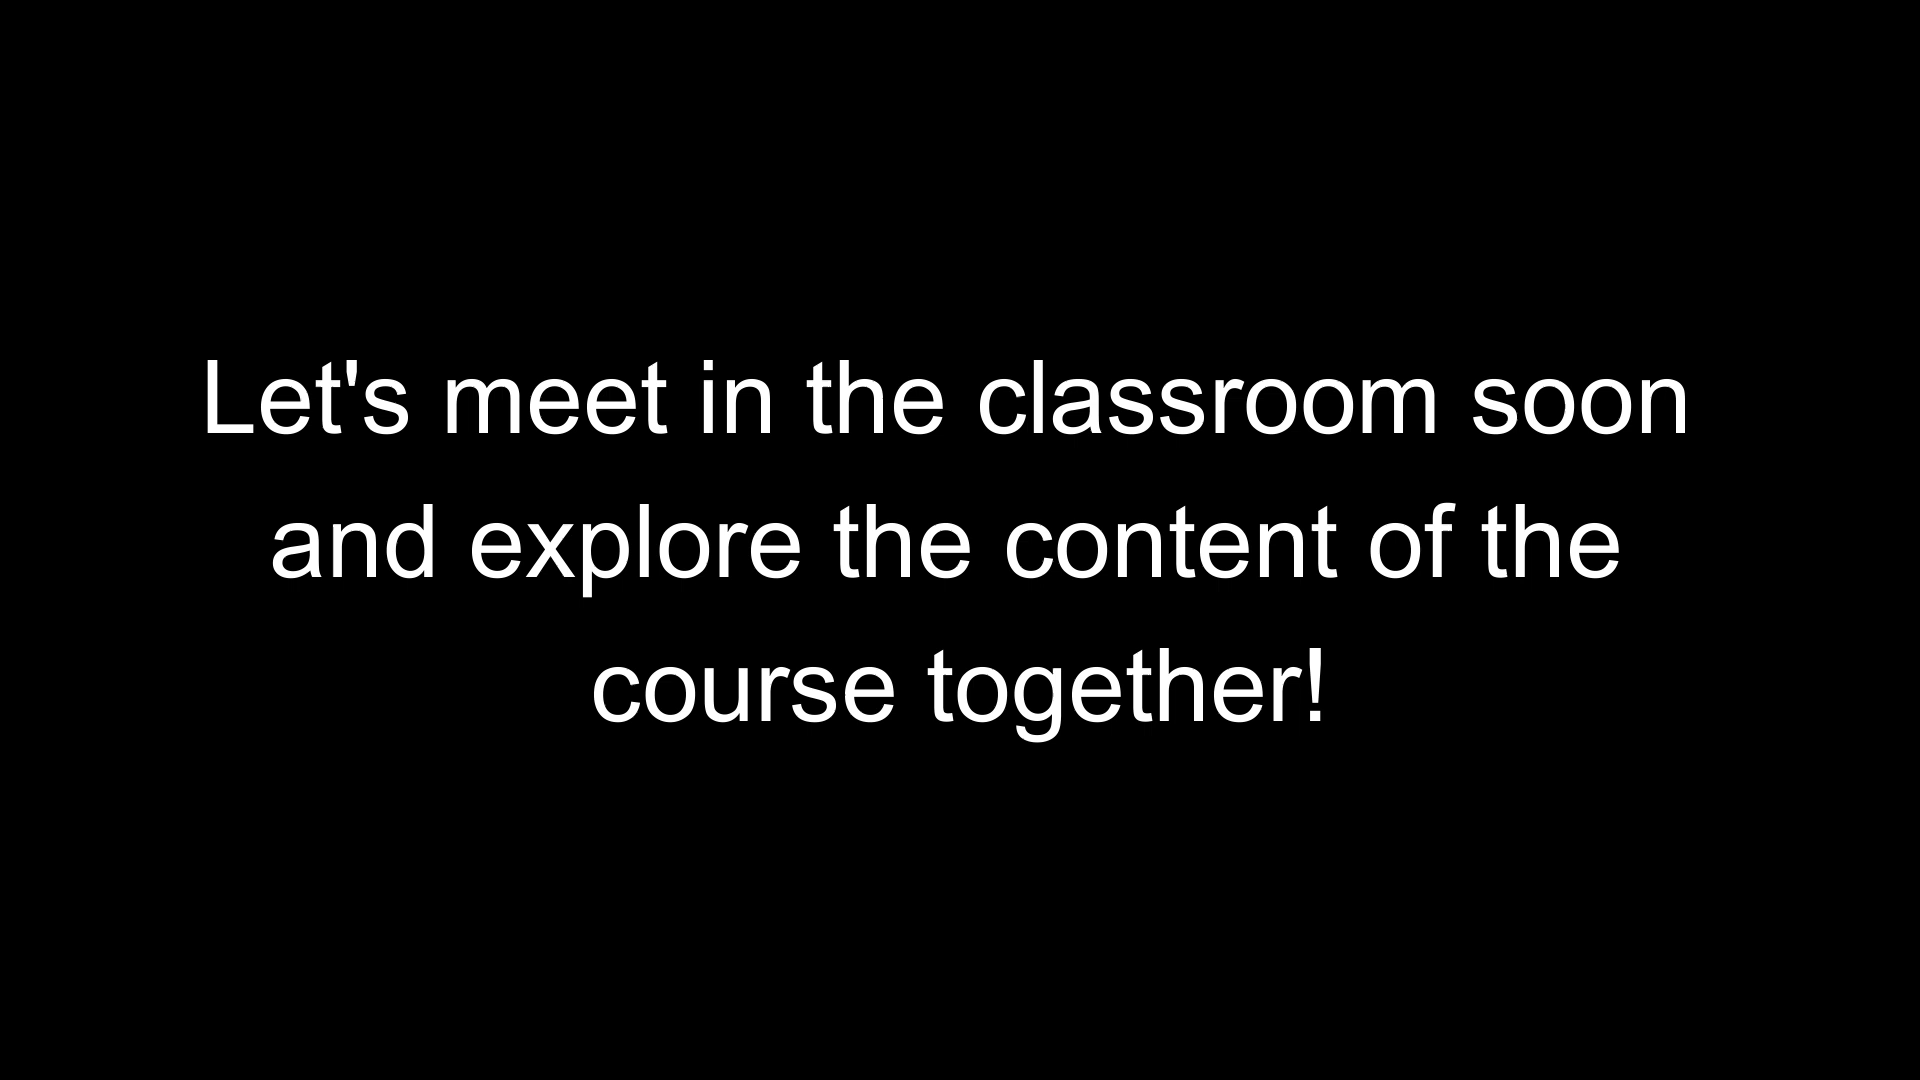 Let's meet in the classroom soon
and explore the content of the
course together!